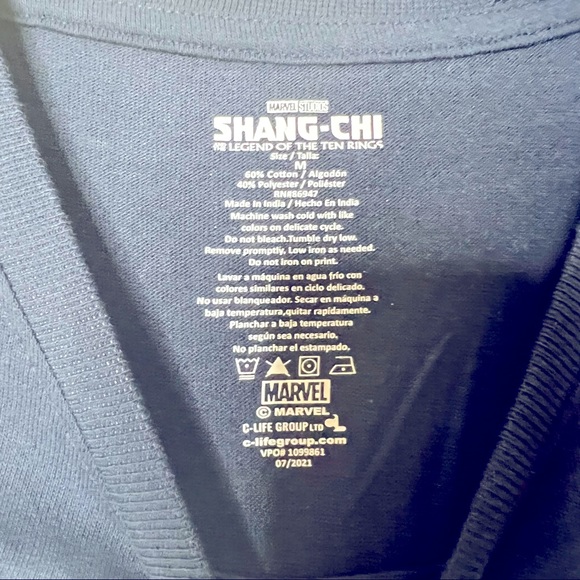 MARVEL STUDIOS
SHANG-CHI
AND THE LEGEND OF THE TEN RINGS
Size / Talla:
M
60% Cotton / Algodón
40% Polyester / Poliéster
RN#86947
Made In India / Hecho En India
Machine wash cold with like
colors on delicate cycle.
Do not bleach.Tumble dry low.
Remove promptly. Low iron as needed.
Do not iron on print.
Lavar a máquina en agua frío con
colores similares en ciclo delicado.
No usar blanqueador. Secar en máquina a
baja temperatura,quitar rapidamente.
Planchar a baja temperatura
según sea necesario.
No planchar el estampado.
MARVEL
© MARVEL
C-LIFE GROUP LTD
c-lifegroup.com
VPO# 1099861
07/2021